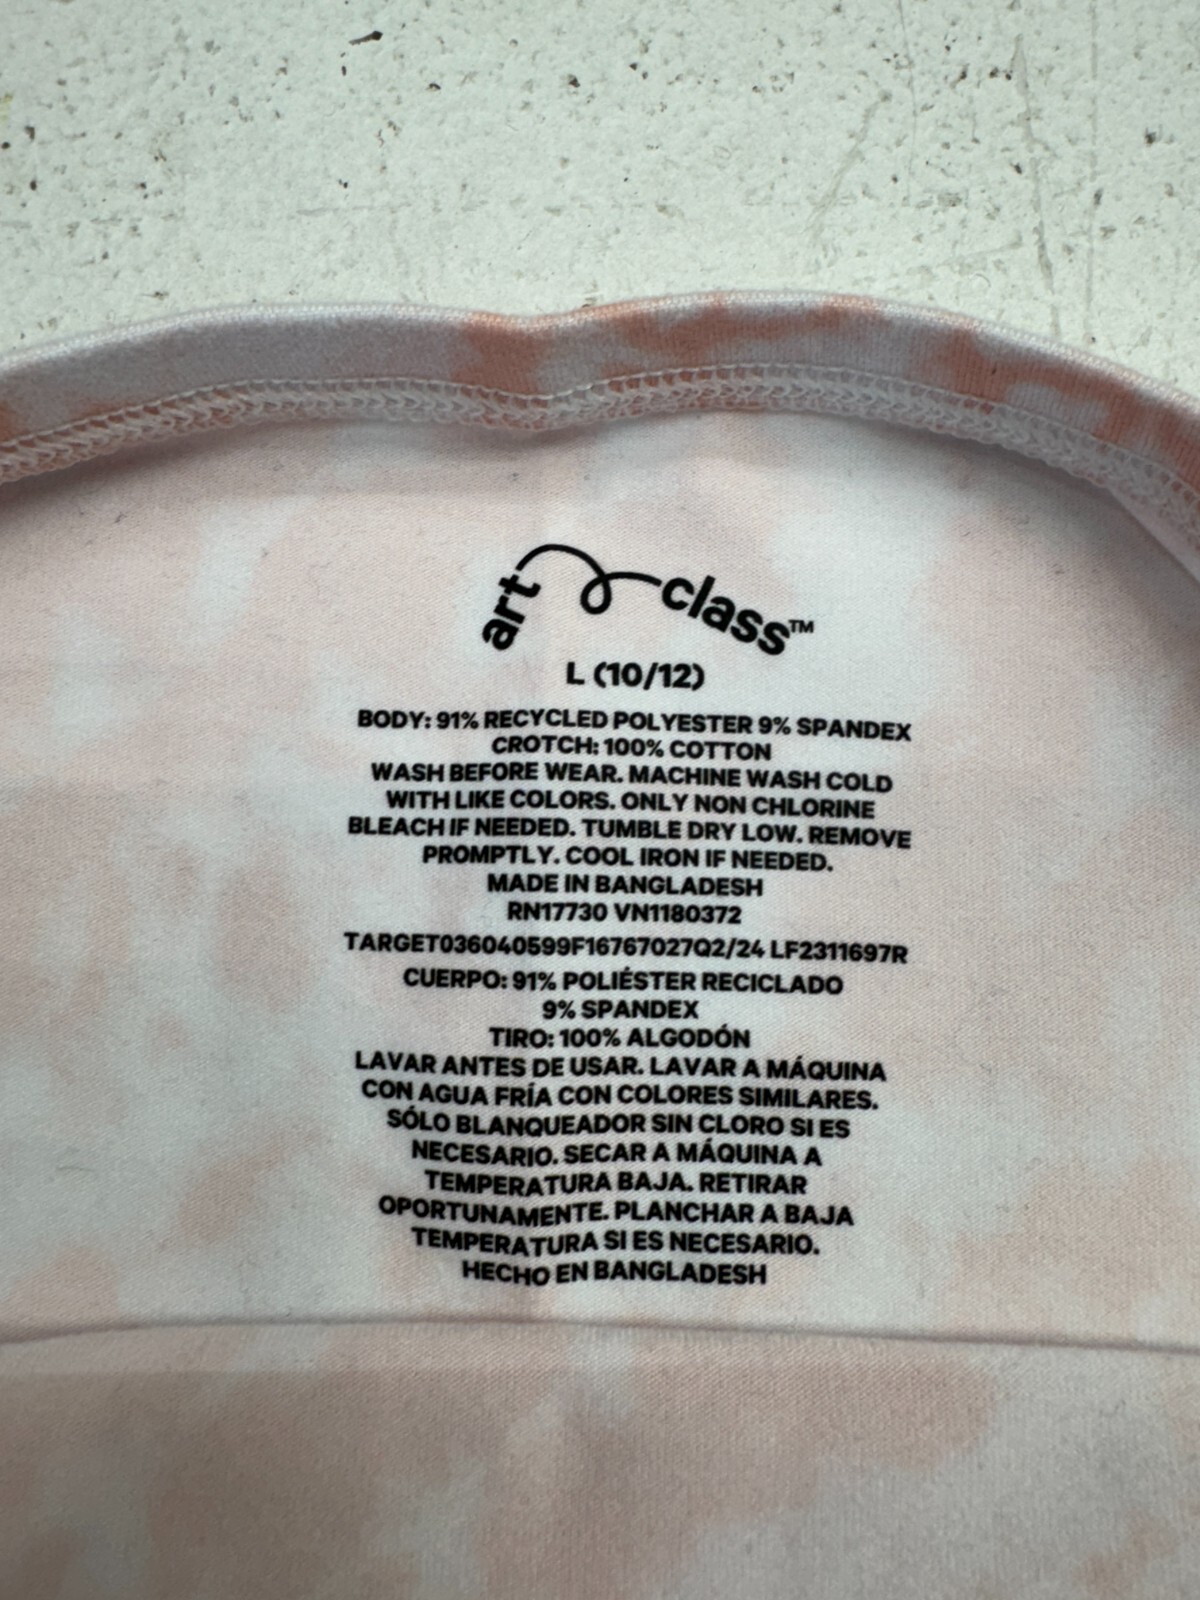 art class™
L (10/12)
BODY: 91% RECYCLED POLYESTER 9% SPANDEX
CROTCH: 100% COTTON
WASH BEFORE WEAR. MACHINE WASH COLD
WITH LIKE COLORS. ONLY NON CHLORINE
BLEACH IF NEEDED. TUMBLE DRY LOW. REMOVE
PROMPTLY. COOL IRON IF NEEDED.
MADE IN BANGLADESH
RN17730 VN1180372
TARGET036040599F16767027Q2/24 LF2311697R
CUERPO: 91% POLIÉSTER RECICLADO
9% SPANDEX
TIRO: 100% ALGODÓN
LAVAR ANTES DE USAR. LAVAR A MÁQUINA
CON AGUA FRÍA CON COLORES SIMILARES.
SÓLO BLANQUEADOR SIN CLORO SI ES
NECESARIO. SECAR A MÁQUINA A
TEMPERATURA BAJA. RETIRAR
OPORTUNAMENTE. PLANCHAR A BAJA
TEMPERATURA SI ES NECESARIO.
HECHO EN BANGLADESH